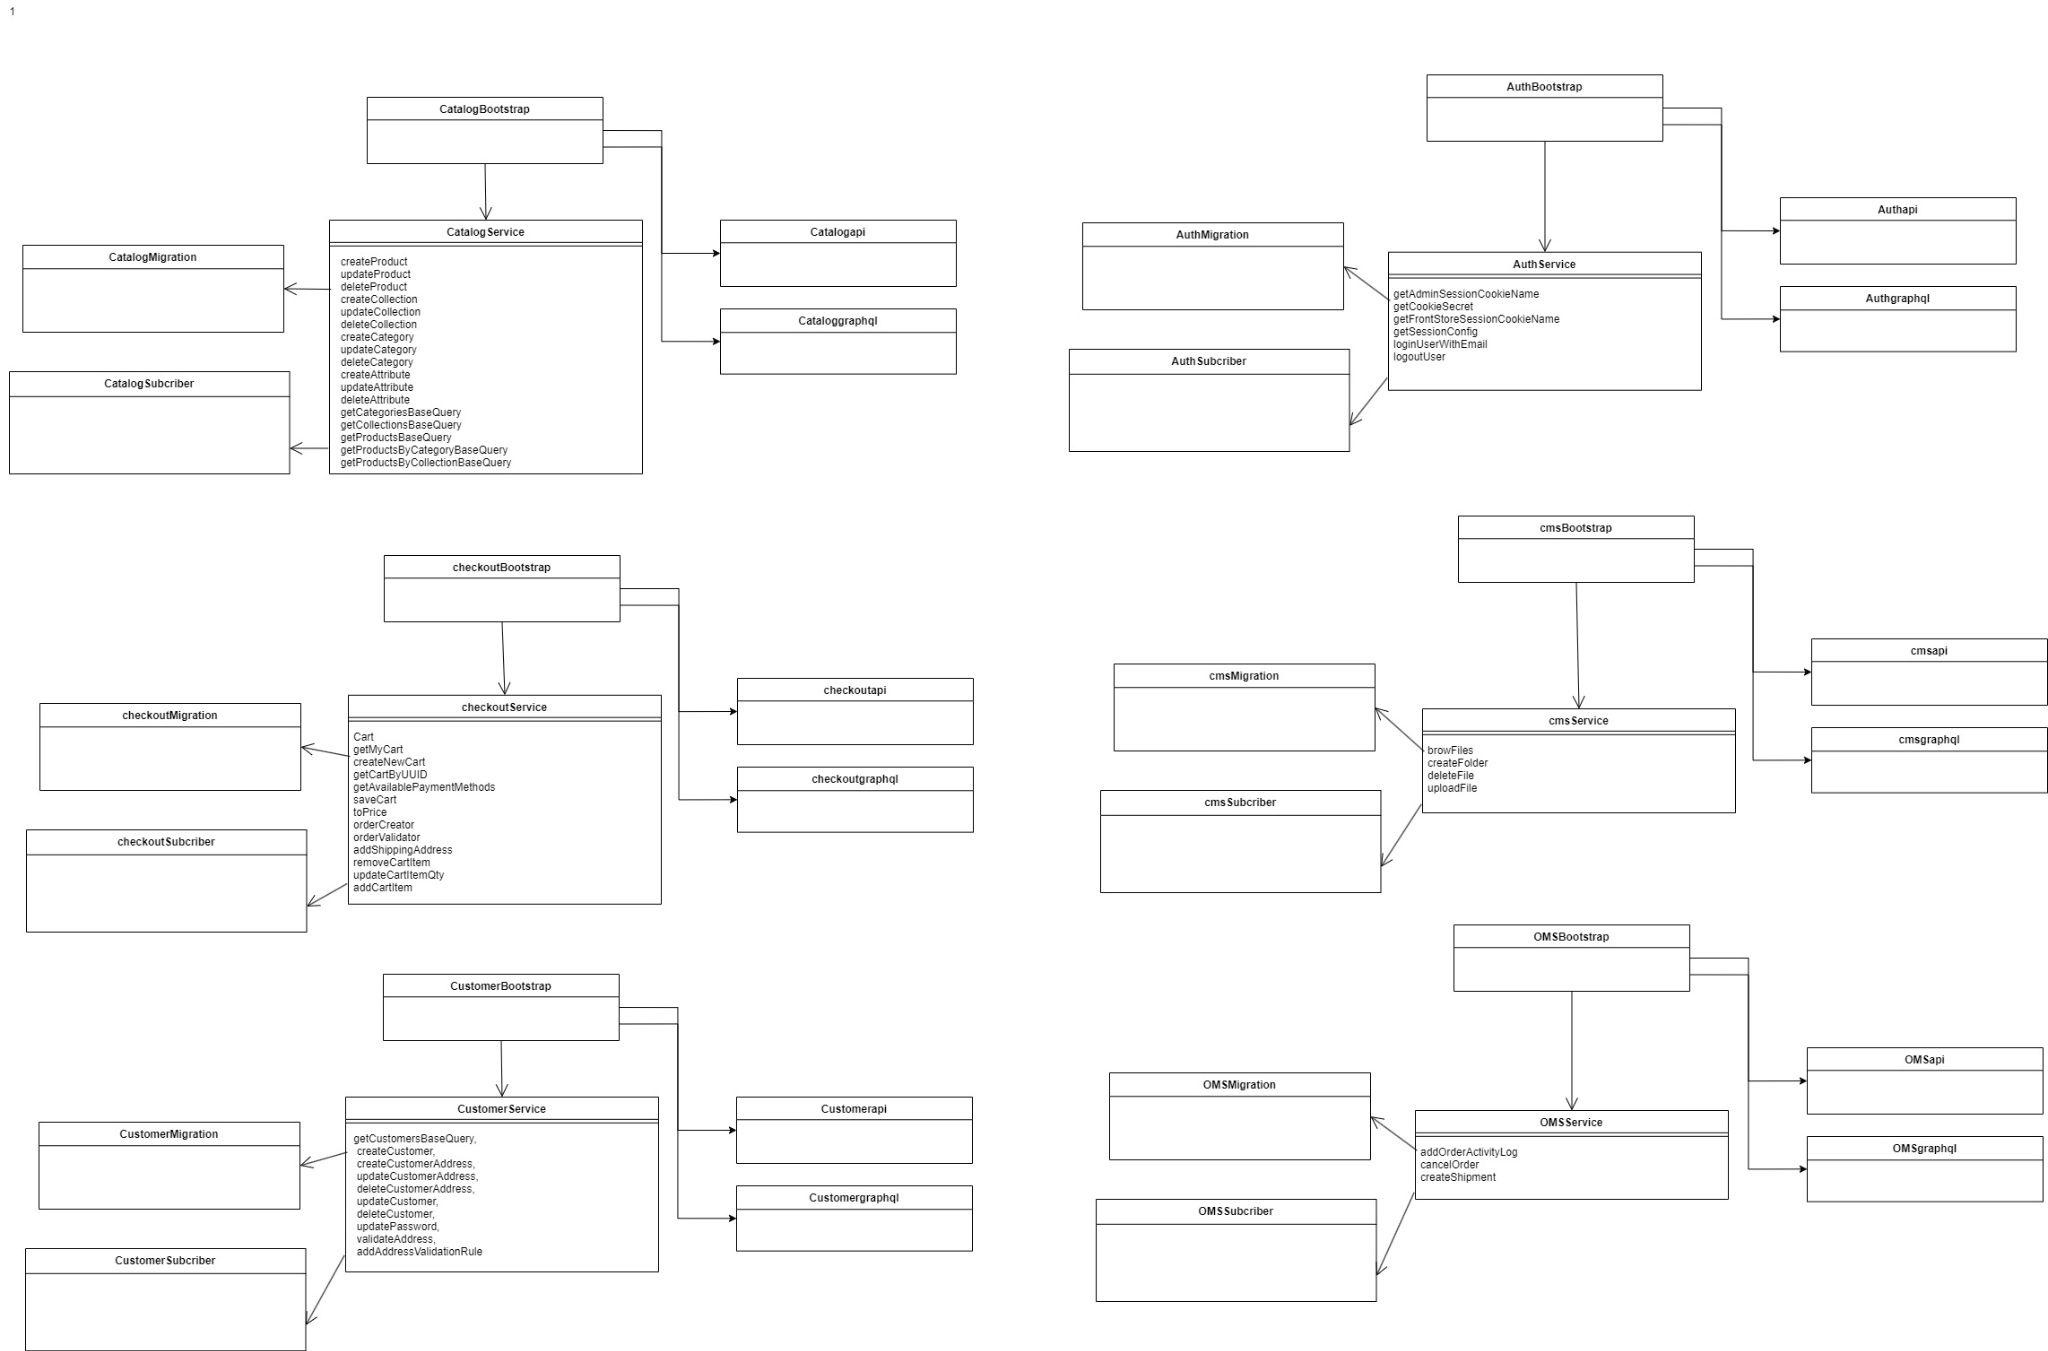 1
CatalogBootstrap
CatalogService
createProduct
updateProduct
deleteProduct
createCollection
updateCollection
deleteCollection
createCategory
updateCategory
deleteCategory
createAttribute
updateAttribute
deleteAttribute
getCategoriesBaseQuery
getCollectionsBaseQuery
getProductsBaseQuery
getProductsByCategoryBaseQuery
getProductsByCollectionBaseQuery
CatalogMigration
CatalogSubcriber
Catalogapi
Cataloggraphql
AuthBootstrap
AuthService
getAdminSessionCookieName
getCookieSecret
getFrontStoreSessionCookieName
getSessionConfig
loginUserWithEmail
logoutUser
AuthMigration
AuthSubcriber
Authapi
Authgraphql
checkoutBootstrap
checkoutService
Cart
getMyCart
createNewCart
getCartByUUID
getAvailablePaymentMethods
saveCart
toPrice
orderCreator
orderValidator
addShippingAddress
removeCartItem
updateCartItemQty
addCartItem
checkoutMigration
checkoutSubcriber
checkoutapi
checkoutgraphql
cmsBootstrap
cmsService
browFiles
createFolder
deleteFile
uploadFile
cmsMigration
cmsSubcriber
cmsapi
cmsgraphql
CustomerBootstrap
CustomerService
getCustomersBaseQuery,
createCustomer,
createCustomerAddress,
updateCustomerAddress,
deleteCustomerAddress,
updateCustomer,
deleteCustomer,
updatePassword,
validateAddress,
addAddressValidationRule
CustomerMigration
CustomerSubcriber
Customerapi
Customergraphql
OMSBootstrap
OMSService
addOrderActivityLog
cancelOrder
createShipment
OMSMigration
OMSSubcriber
OMSapi
OMSgraphql